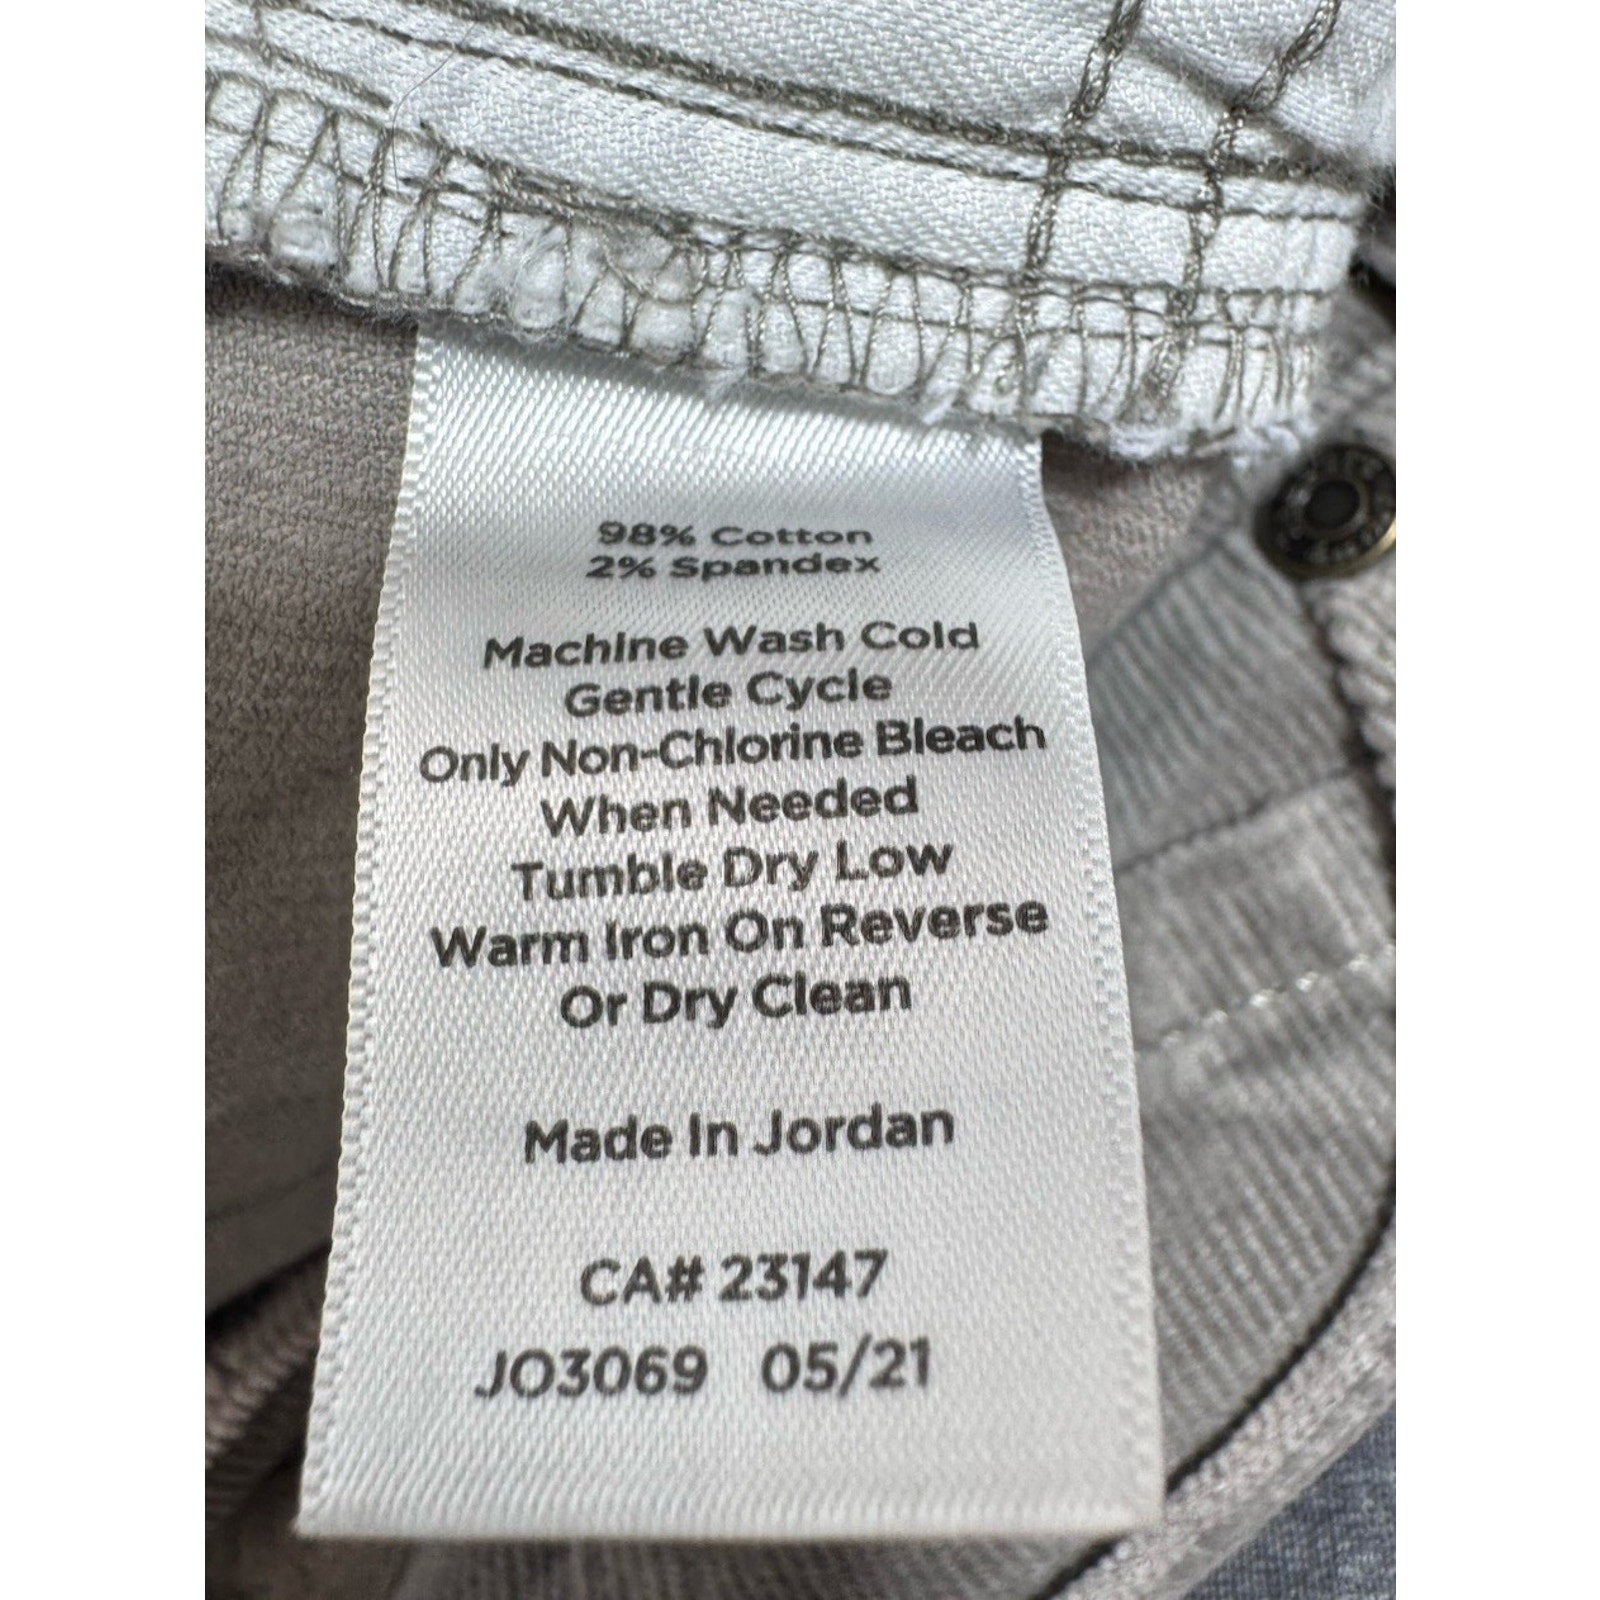 98% Cotton
2% Spandex
Machine Wash Cold
Gentle Cycle
Only Non-Chlorine Bleach
When Needed
Tumble Dry Low
Warm Iron On Reverse
Or Dry Clean
Made In Jordan
CA# 23147
JO3069 05/21